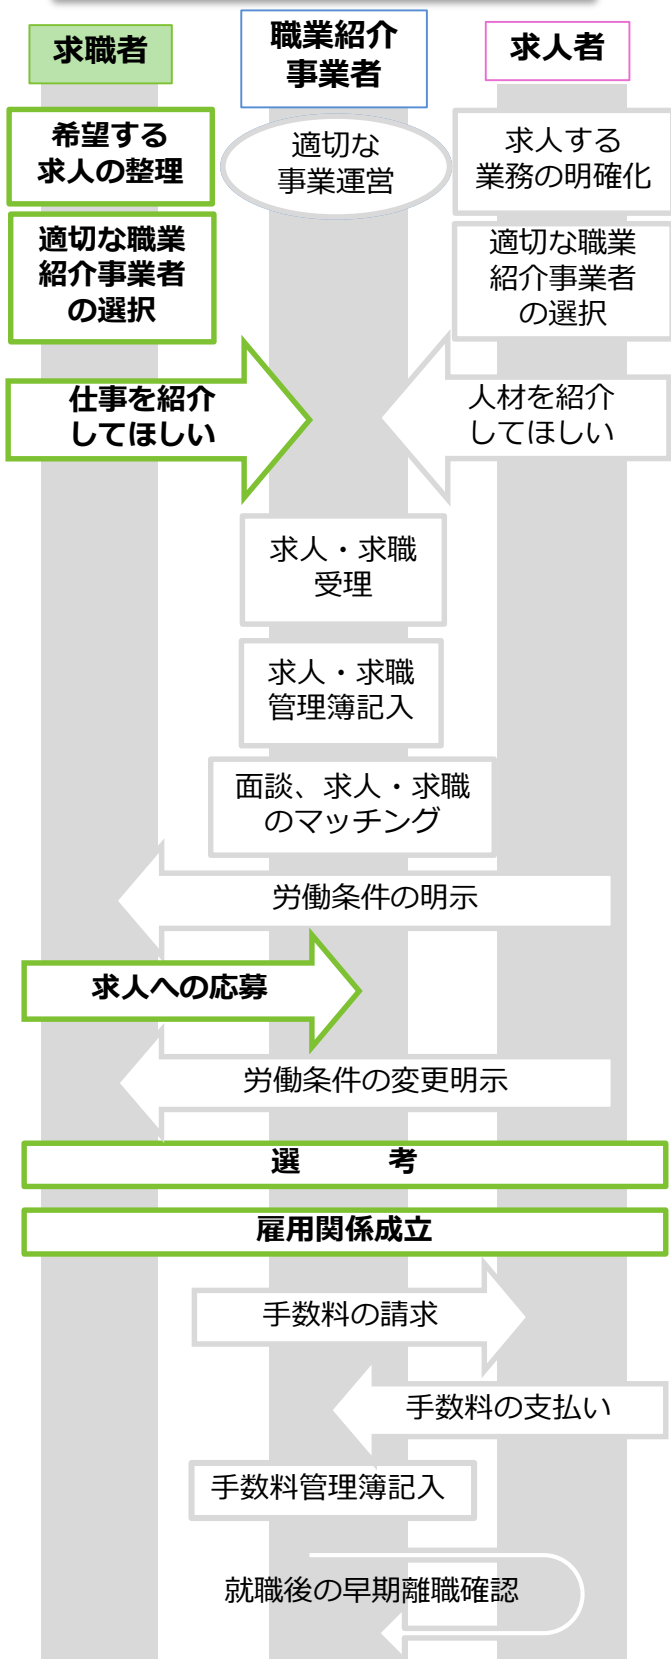 求職者
職業紹介
事業者
求人者
希望する
求人の整理
適切な
事業運営
求人する
業務の明確化
適切な職業
紹介事業者
の選択
適切な職業
紹介事業者
の選択
仕事を紹介
してほしい
人材を紹介
してほしい
求人・求職
受理
求人・求職
管理簿記入
面談、求人・求職
のマッチング
労働条件の明示
求人への応募
労働条件の変更明示
選　　考
雇用関係成立
手数料の請求
手数料の支払い
手数料管理簿記入
就職後の早期離職確認